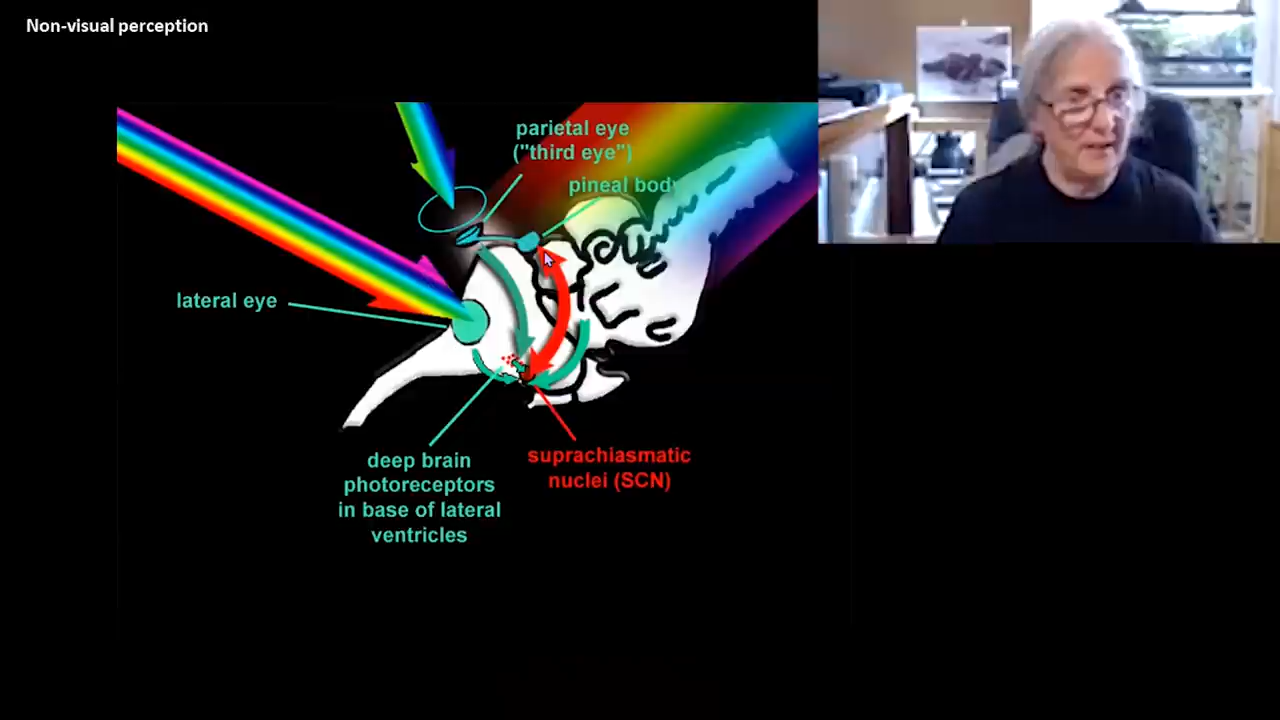 Non-visual perception
parietal eye
("third eye")
pineal body
lateral eye
deep brain
photoreceptors
in base of lateral
ventricles
suprachiasmatic
nuclei (SCN)